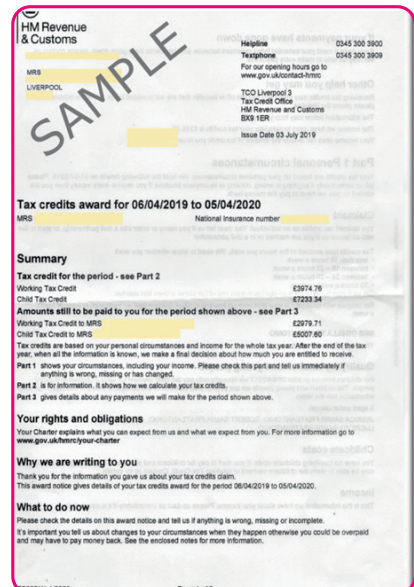 HM Revenue
& Customs
SAMPLE
Helpline 0345 300 3900
Textphone 0345 300 3909
For our opening hours go to
www.gov.uk/contact-hmrc
MRS
LIVERPOOL
TCO Liverpool 3
Tax Credit Office
HM Revenue and Customs
BX9 1ER
Issue Date 03 July 2019
Tax credits award for 06/04/2019 to 05/04/2020
MRS National Insurance number
Summary
Tax credit for the period - see Part 2
Working Tax Credit £3974.76
Child Tax Credit £7233.34
Amounts still to be paid to you for the period shown above - see Part 3
Working Tax Credit to MRS £2979.71
Child Tax Credit to MRS £5007.60
Tax credits are based on your personal circumstances and income for the whole tax year. After the end of the tax
year, when all the information is known, we make a final decision about how much you are entitled to receive.
Part 1 shows your circumstances, including your income. Please check this part and tell us immediately if
anything is wrong, missing or has changed.
Part 2 is for information. It shows how we calculate your tax credits.
Part 3 gives details about any payments we will make for the period shown above.
Your rights and obligations
Your Charter explains what you can expect from us and what we expect from you. For more information go to
www.gov.uk/hmrc/your-charter
Why we are writing to you
Thank you for the information you gave us about your tax credits claim.
This award notice gives details of your tax credits award for the period 06/04/2019 to 05/04/2020.
What to do now
Please check the details on this award notice and tell us if anything is wrong, missing or incomplete.
It's important you tell us about changes to your circumstances when they happen otherwise you could be overpaid
and may have to pay money back. See the enclosed notes for more information.